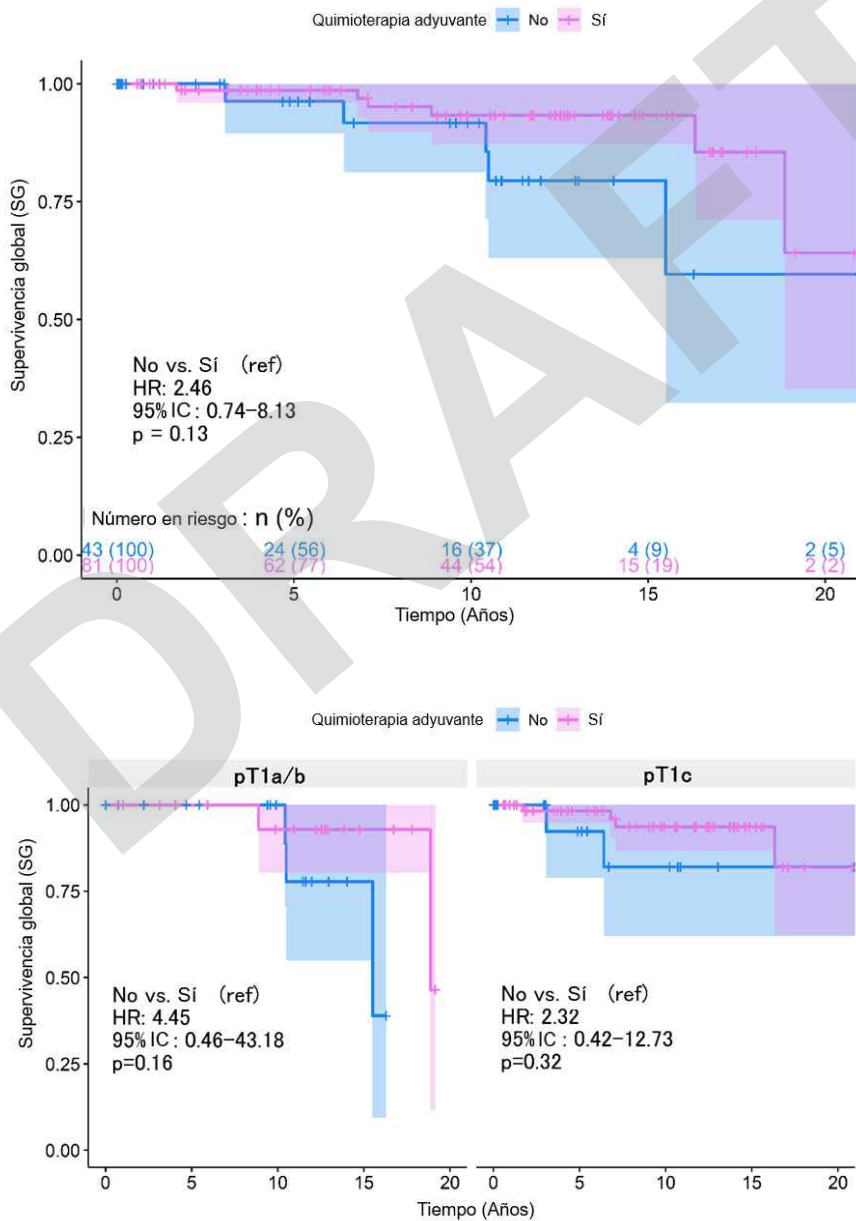 Quimioterapia adyuvante No Sí
1.00
0.75
0.50
0.25
0.00
Supervivencia global (SG)
No vs. Sí (ref)
HR: 2.46
95% IC : 0.74–8.13
p = 0.13
Número en riesgo : n (%)
43 (100) 24 (56) 16 (37) 4 (9) 2 (5)
81 (100) 62 (77) 44 (54) 15 (19) 2 (2)
0 5 10 15 20
Tiempo (Años)
Quimioterapia adyuvante No Sí
pT1a/b
pT1c
1.00
0.75
0.50
0.25
0.00
Supervivencia global (SG)
No vs. Sí (ref)
HR: 4.45
95% IC : 0.46–43.18
p=0.16
No vs. Sí (ref)
HR: 2.32
95% IC : 0.42–12.73
p=0.32
0 5 10 15 20
0 5 10 15 20
Tiempo (Años)
DRAFT